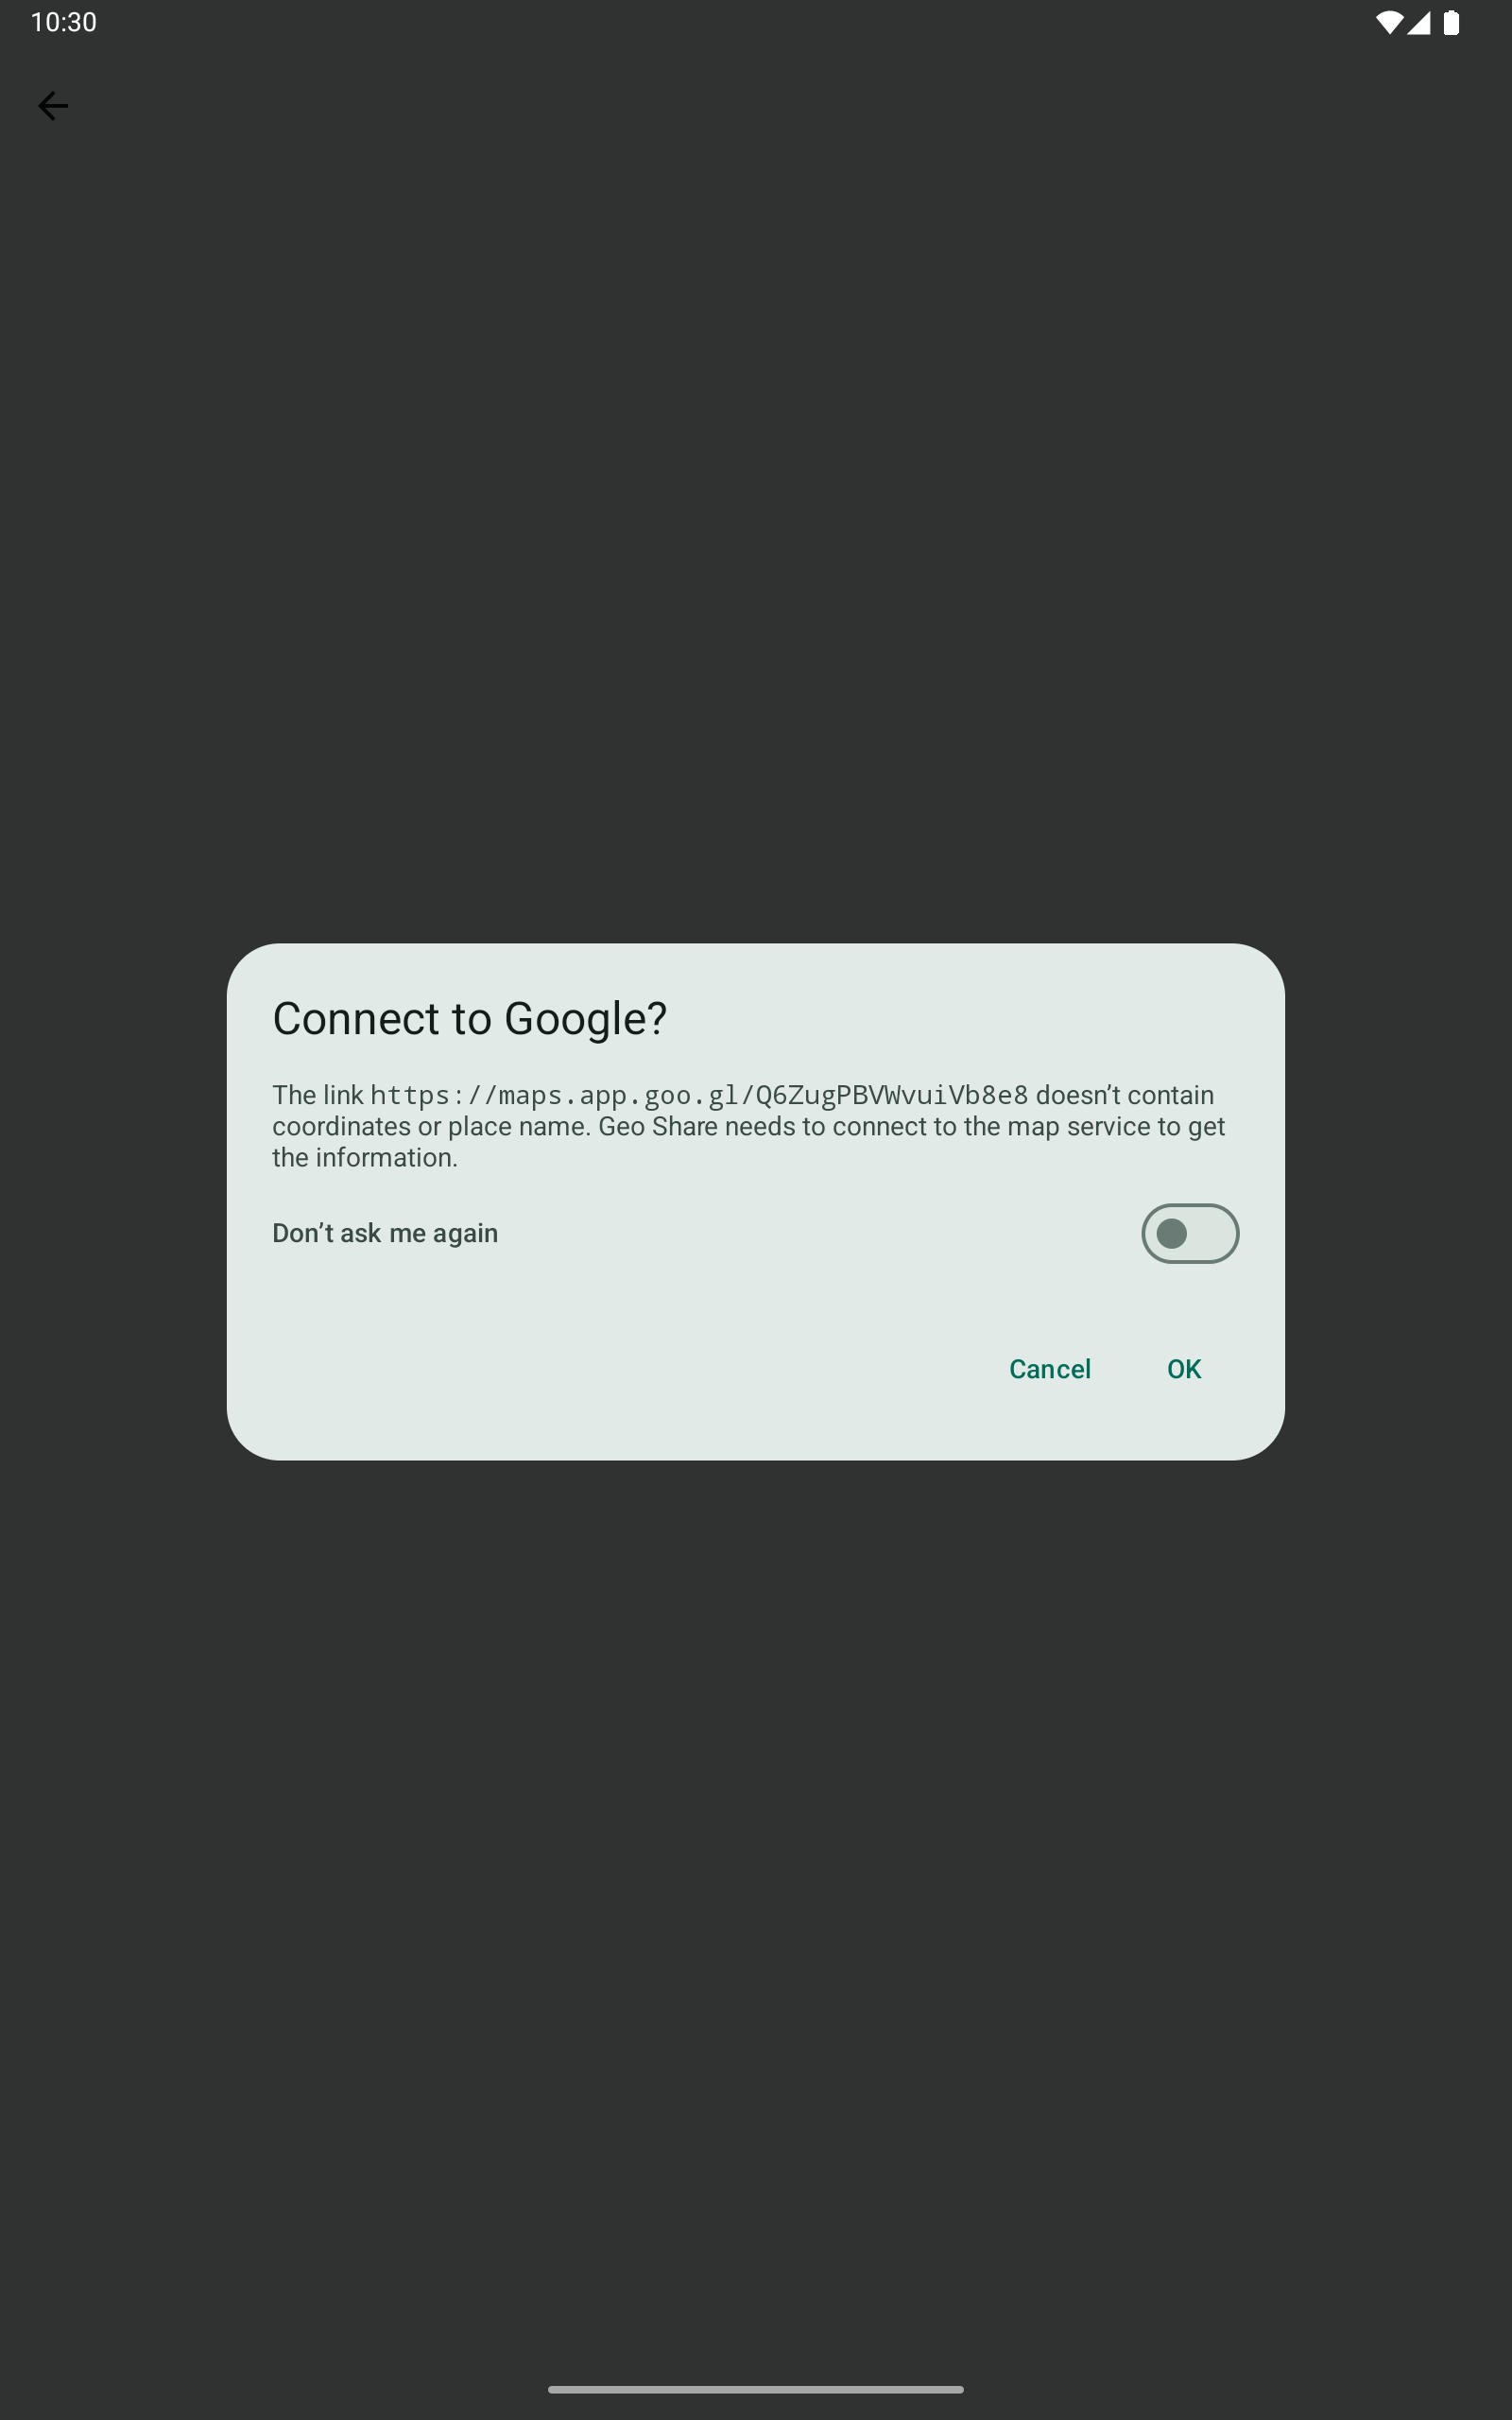 10:30
Connect to Google?
The link https://maps.app.goo.gl/Q6ZugPBVWvuiVb8e8 doesn’t contain
coordinates or place name. Geo Share needs to connect to the map service to get
the information.
Don’t ask me again
Cancel OK